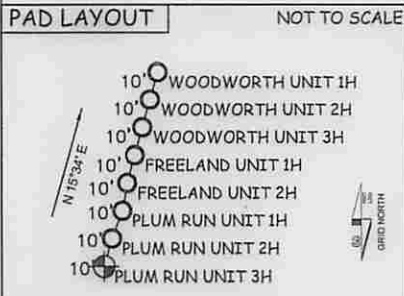 PAD LAYOUT
NOT TO SCALE
10' WOODWORTH UNIT 1H
10' WOODWORTH UNIT 2H
10' WOODWORTH UNIT 3H
10' FREELAND UNIT 1H
10' FREELAND UNIT 2H
10' PLUM RUN UNIT 1H
10' PLUM RUN UNIT 2H
10' PLUM RUN UNIT 3H
N 15°34' E
GRID NORTH